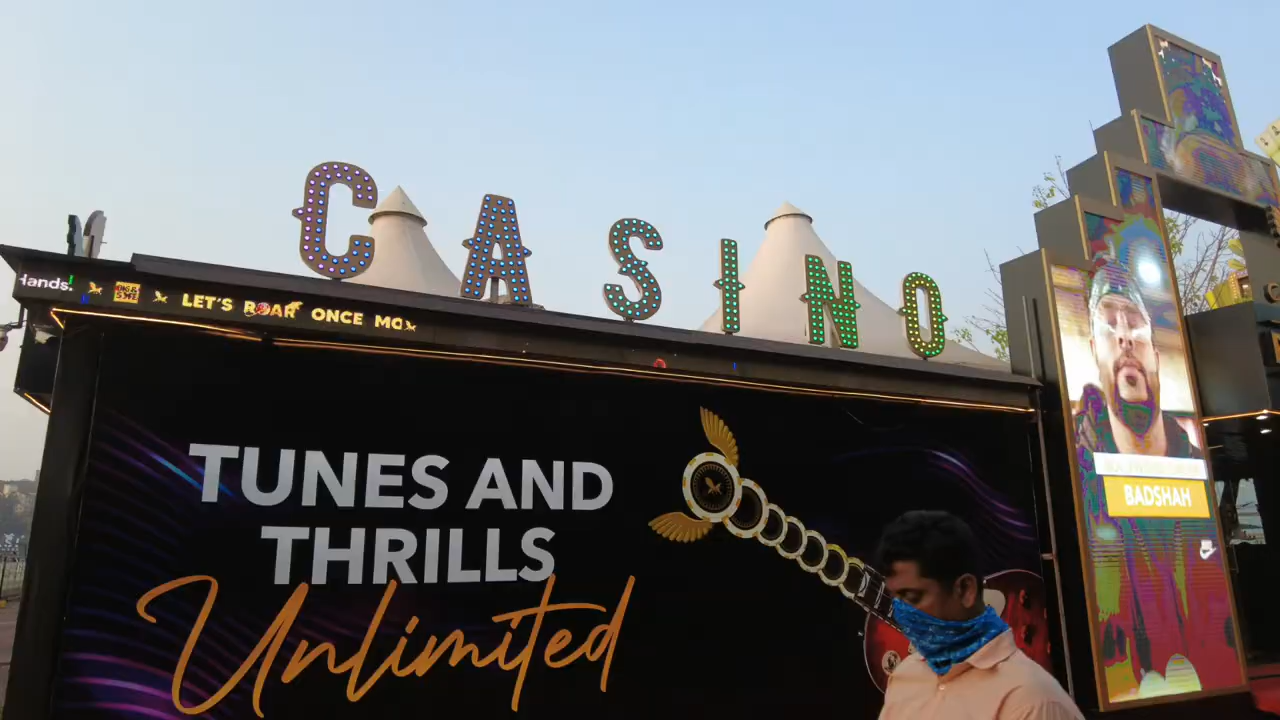 CASINO
Hands!
LET'S ROAR ONCE MO
TUNES AND
THRILLS
Unlimited
BADSHAH